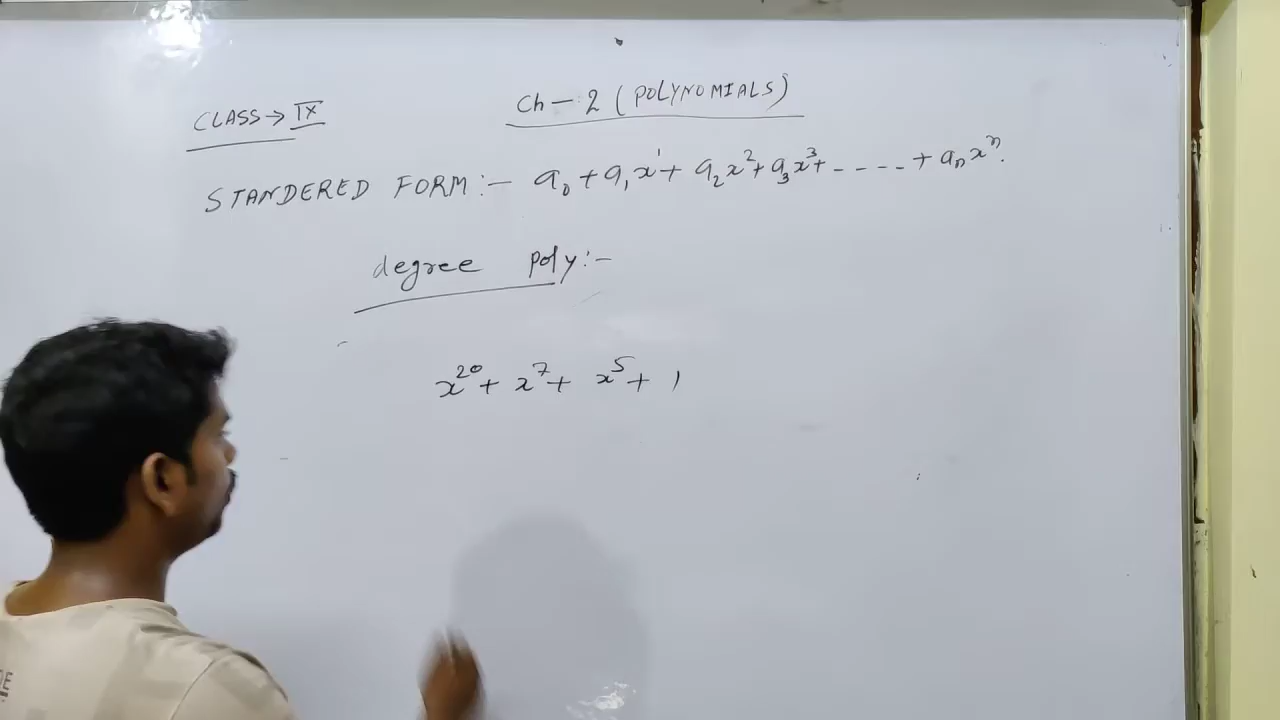 CLASS → IX
Ch — 2 (POLYNOMIALS)
STANDERED FORM :- a₀ + a₁x¹ + a₂x² + a₃x³ + - - - - + aₙxⁿ.
degree poly :-
x²⁰ + x⁷ + x⁵ + 1